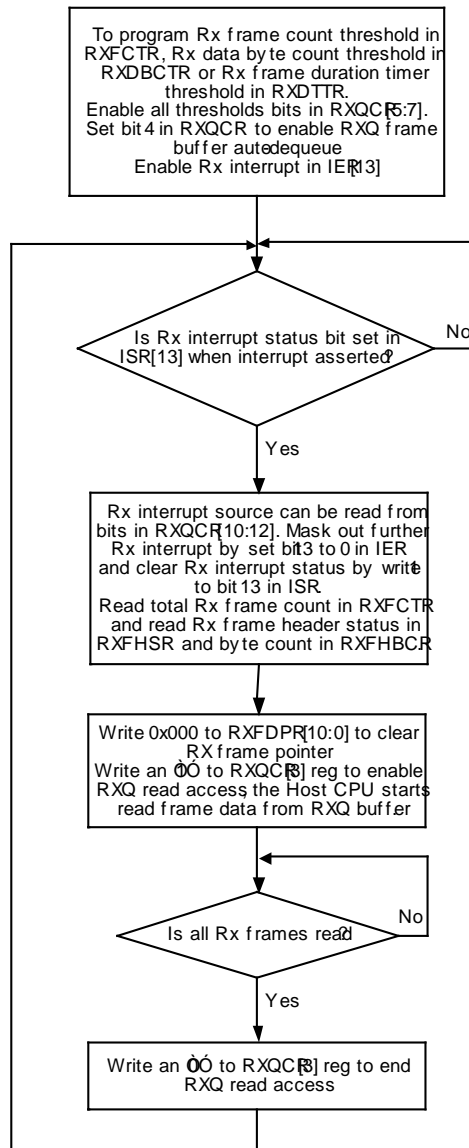 To program Rx frame count threshold in
RXFCTR, Rx data byte count threshold in
RXDBCTR or Rx frame duration timer
threshold in RXDTTR.
Enable all thresholds bits in RXQCR[5:7].
Set bit 4 in RXQCR to enable RXQ frame
buffer auto-dequeue
Enable Rx interrupt in IER[13]
Is Rx interrupt status bit set in
ISR[13] when interrupt asserted?
No
Yes
Rx interrupt source can be read from
bits in RXQCR[10:12]. Mask out further
Rx interrupt by set bit 13 to 0 in IER
and clear Rx interrupt status by write 1
to bit 13 in ISR.
Read total Rx frame count in RXFCTR
and read Rx frame header status in
RXFHSR and byte count in RXFHBCR
Write 0x000 to RXFDPR[10:0] to clear
RX frame pointer
Write an to RXQCR[3] reg to enable
RXQ read access, the Host CPU starts
read frame data from RXQ buffer.
Is all Rx frames read?
No
Yes
Write an to RXQCR[3] reg to end
RXQ read access